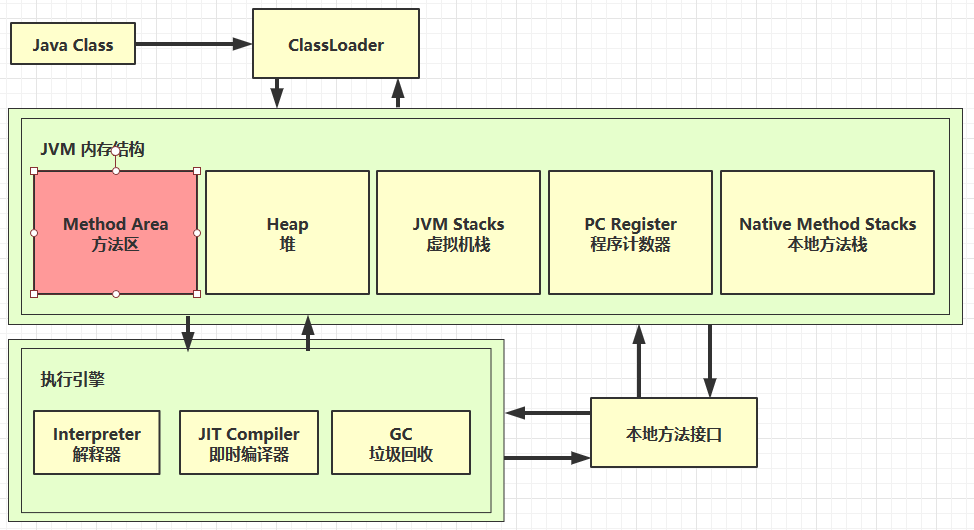 Java Class
ClassLoader
JVM 内存结构
Method Area
方法区
Heap
堆
JVM Stacks
虚拟机栈
PC Register
程序计数器
Native Method Stacks
本地方法栈
执行引擎
Interpreter
解释器
JIT Compiler
即时编译器
GC
垃圾回收
本地方法接口